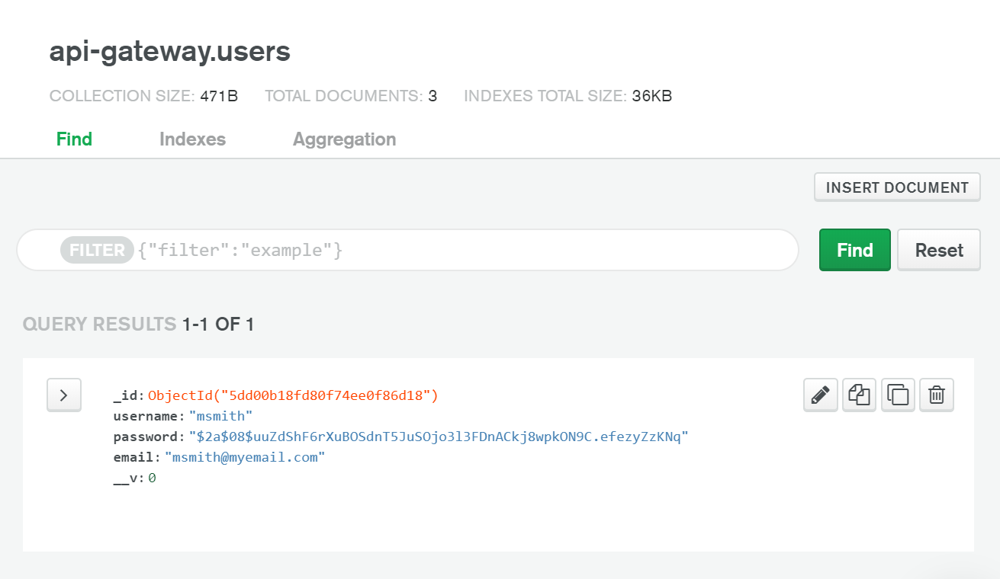 api-gateway.users
COLLECTION SIZE: 471B TOTAL DOCUMENTS: 3 INDEXES TOTAL SIZE: 36KB
Find Indexes Aggregation
INSERT DOCUMENT
FILTER {"filter":"example"} Find Reset
QUERY RESULTS 1-1 OF 1
_id: ObjectId("5dd00b18fd80f74ee0f86d18")
username: "msmith"
password: "$2a$08$uuZdShF6rXuBOSdnT5JuSOjo3l3FDnACkj8wpkON9C.efezyZzKNq"
email: "msmith@myemail.com"
__v: 0